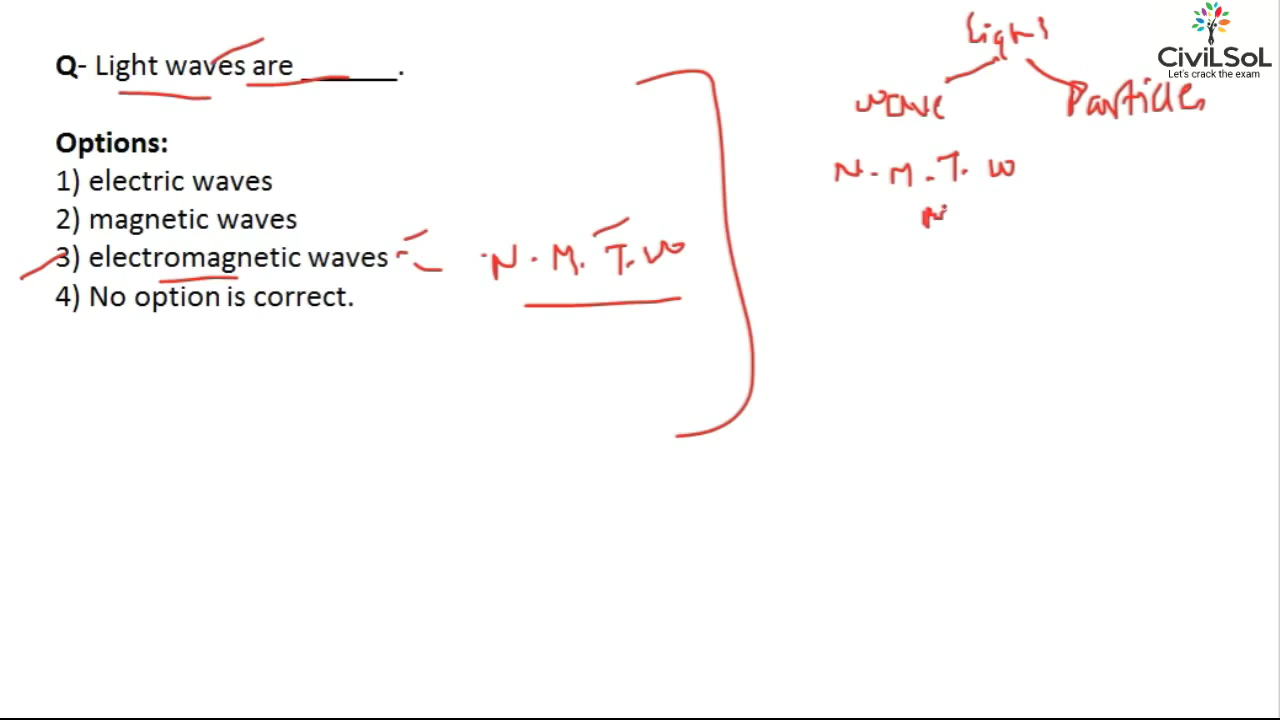 Q- Light waves are ______.
Options:
1) electric waves
2) magnetic waves
3) electromagnetic waves
N. M. T. W
4) No option is correct.
Light
wave Particles
N. M. T. W
N
CiViLSoL
Let's crack the exam